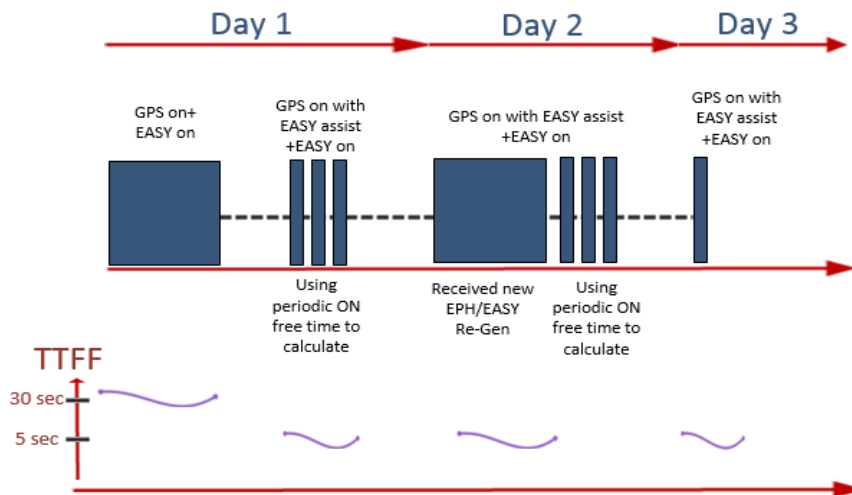 Day 1
Day 2
Day 3
GPS on+
EASY on
GPS on with
EASY assist
+EASY on
GPS on with EASY assist
+EASY on
GPS on with
EASY assist
+EASY on
Using
periodic ON
free time to
calculate
Received new
EPH/EASY
Re-Gen
Using
periodic ON
free time to
calculate
TTFF
30 sec
5 sec